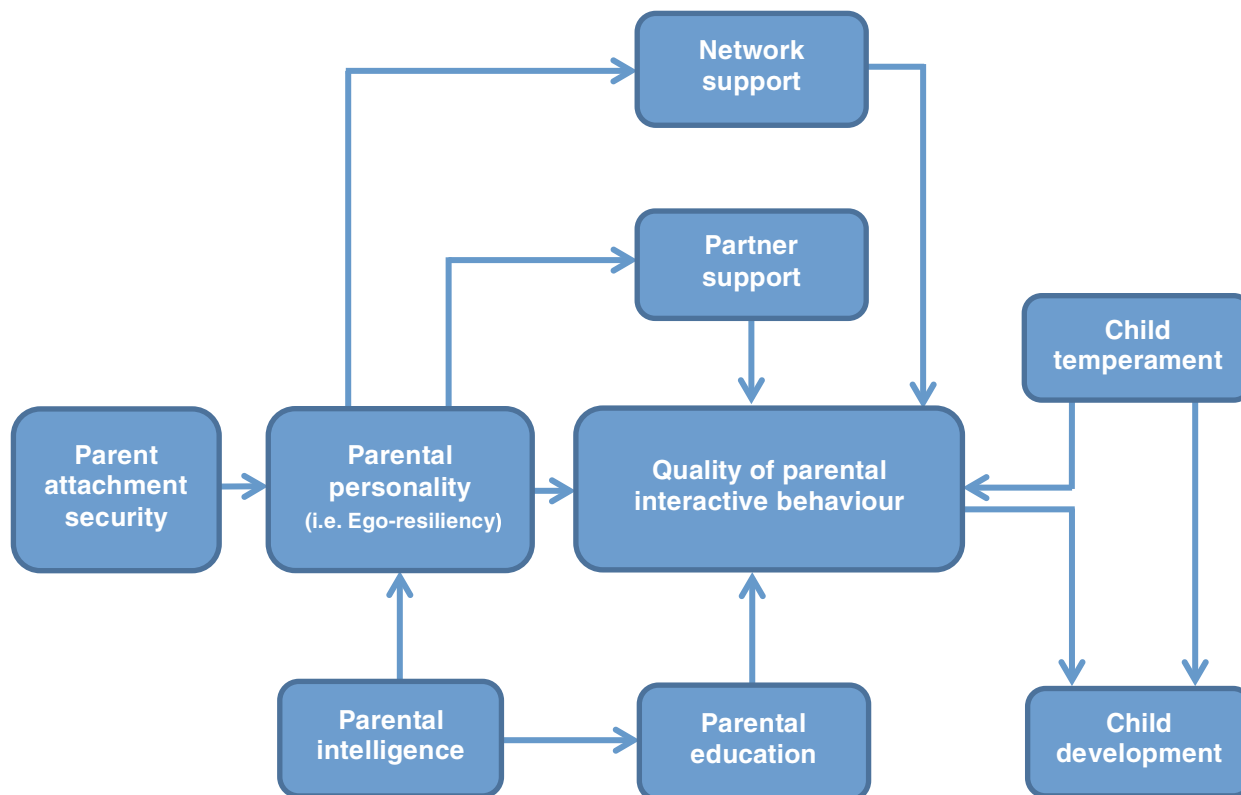 Network
support
Partner
support
Child
temperament
Parent
attachment
security
Parental
personality
(i.e. Ego-resiliency)
Quality of parental
interactive behaviour
Parental
intelligence
Parental
education
Child
development